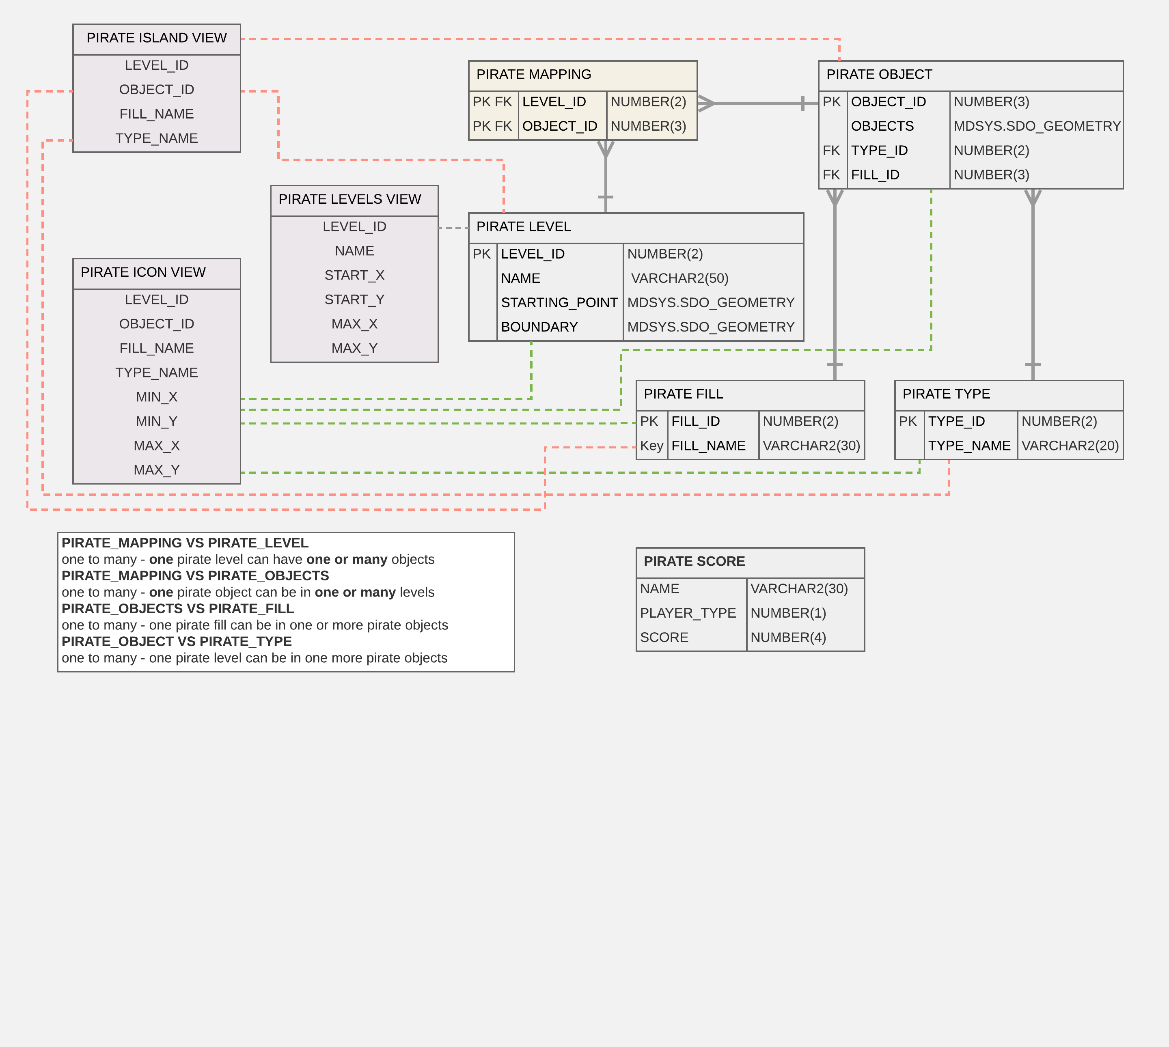 PIRATE ISLAND VIEW
LEVEL_ID
OBJECT_ID
FILL_NAME
TYPE_NAME
PIRATE MAPPING
PK FK LEVEL_ID NUMBER(2)
PK FK OBJECT_ID NUMBER(3)
PIRATE OBJECT
PK OBJECT_ID NUMBER(3)
OBJECTS MDSYS.SDO_GEOMETRY
FK TYPE_ID NUMBER(2)
FK FILL_ID NUMBER(3)
PIRATE LEVELS VIEW
LEVEL_ID
NAME
START_X
START_Y
MAX_X
MAX_Y
PIRATE LEVEL
PK LEVEL_ID NUMBER(2)
NAME VARCHAR2(50)
STARTING_POINT MDSYS.SDO_GEOMETRY
BOUNDARY MDSYS.SDO_GEOMETRY
PIRATE ICON VIEW
LEVEL_ID
OBJECT_ID
FILL_NAME
TYPE_NAME
MIN_X
MIN_Y
MAX_X
MAX_Y
PIRATE FILL
PK FILL_ID NUMBER(2)
Key FILL_NAME VARCHAR2(30)
PIRATE TYPE
PK TYPE_ID NUMBER(2)
TYPE_NAME VARCHAR2(20)
PIRATE_MAPPING VS PIRATE_LEVEL
one to many - one pirate level can have one or many objects
PIRATE_MAPPING VS PIRATE_OBJECTS
one to many - one pirate object can be in one or many levels
PIRATE_OBJECTS VS PIRATE_FILL
one to many - one pirate fill can be in one or more pirate objects
PIRATE_OBJECT VS PIRATE_TYPE
one to many - one pirate level can be in one more pirate objects
PIRATE SCORE
NAME VARCHAR2(30)
PLAYER_TYPE NUMBER(1)
SCORE NUMBER(4)